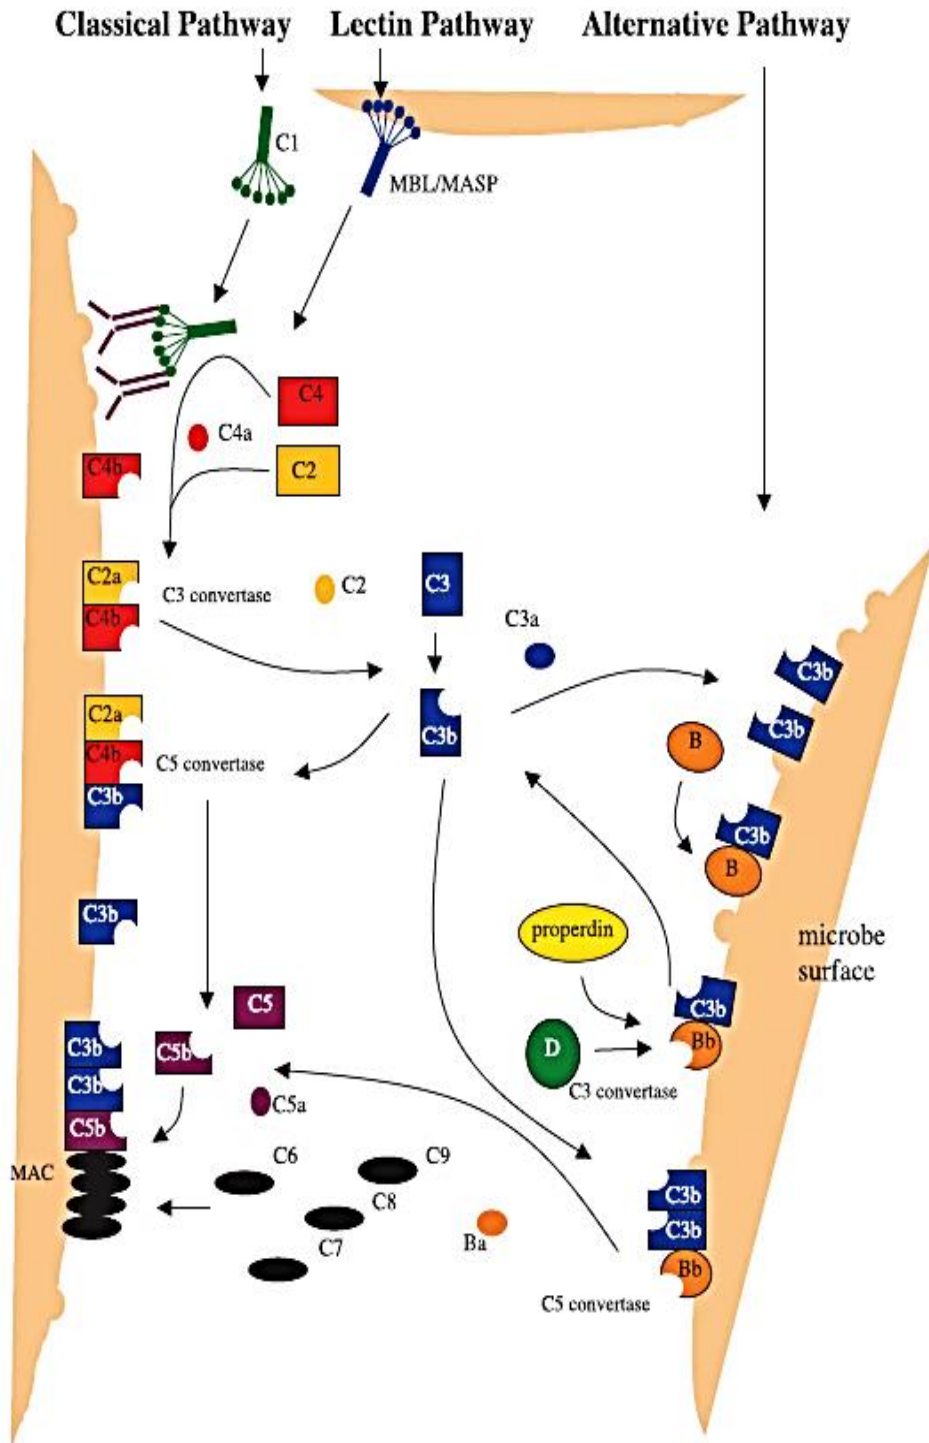 Classical Pathway Lectin Pathway Alternative Pathway
C1
MBL/MASP
C4
C4a
C4b
C2
C2a
C3 convertase
C2
C3
C4b
C3a
C3b
C2a
C3b
B
C3b
C4b
C5 convertase
C3b
C3b
B
C3b
properdin
microbe
surface
C5
C3b
C3b
C5b
D
Bb
C3b
C3 convertase
C5a
C5b
C6
C9
MAC
C8
C3b
C7
Ba
C3b
Bb
C5 convertase